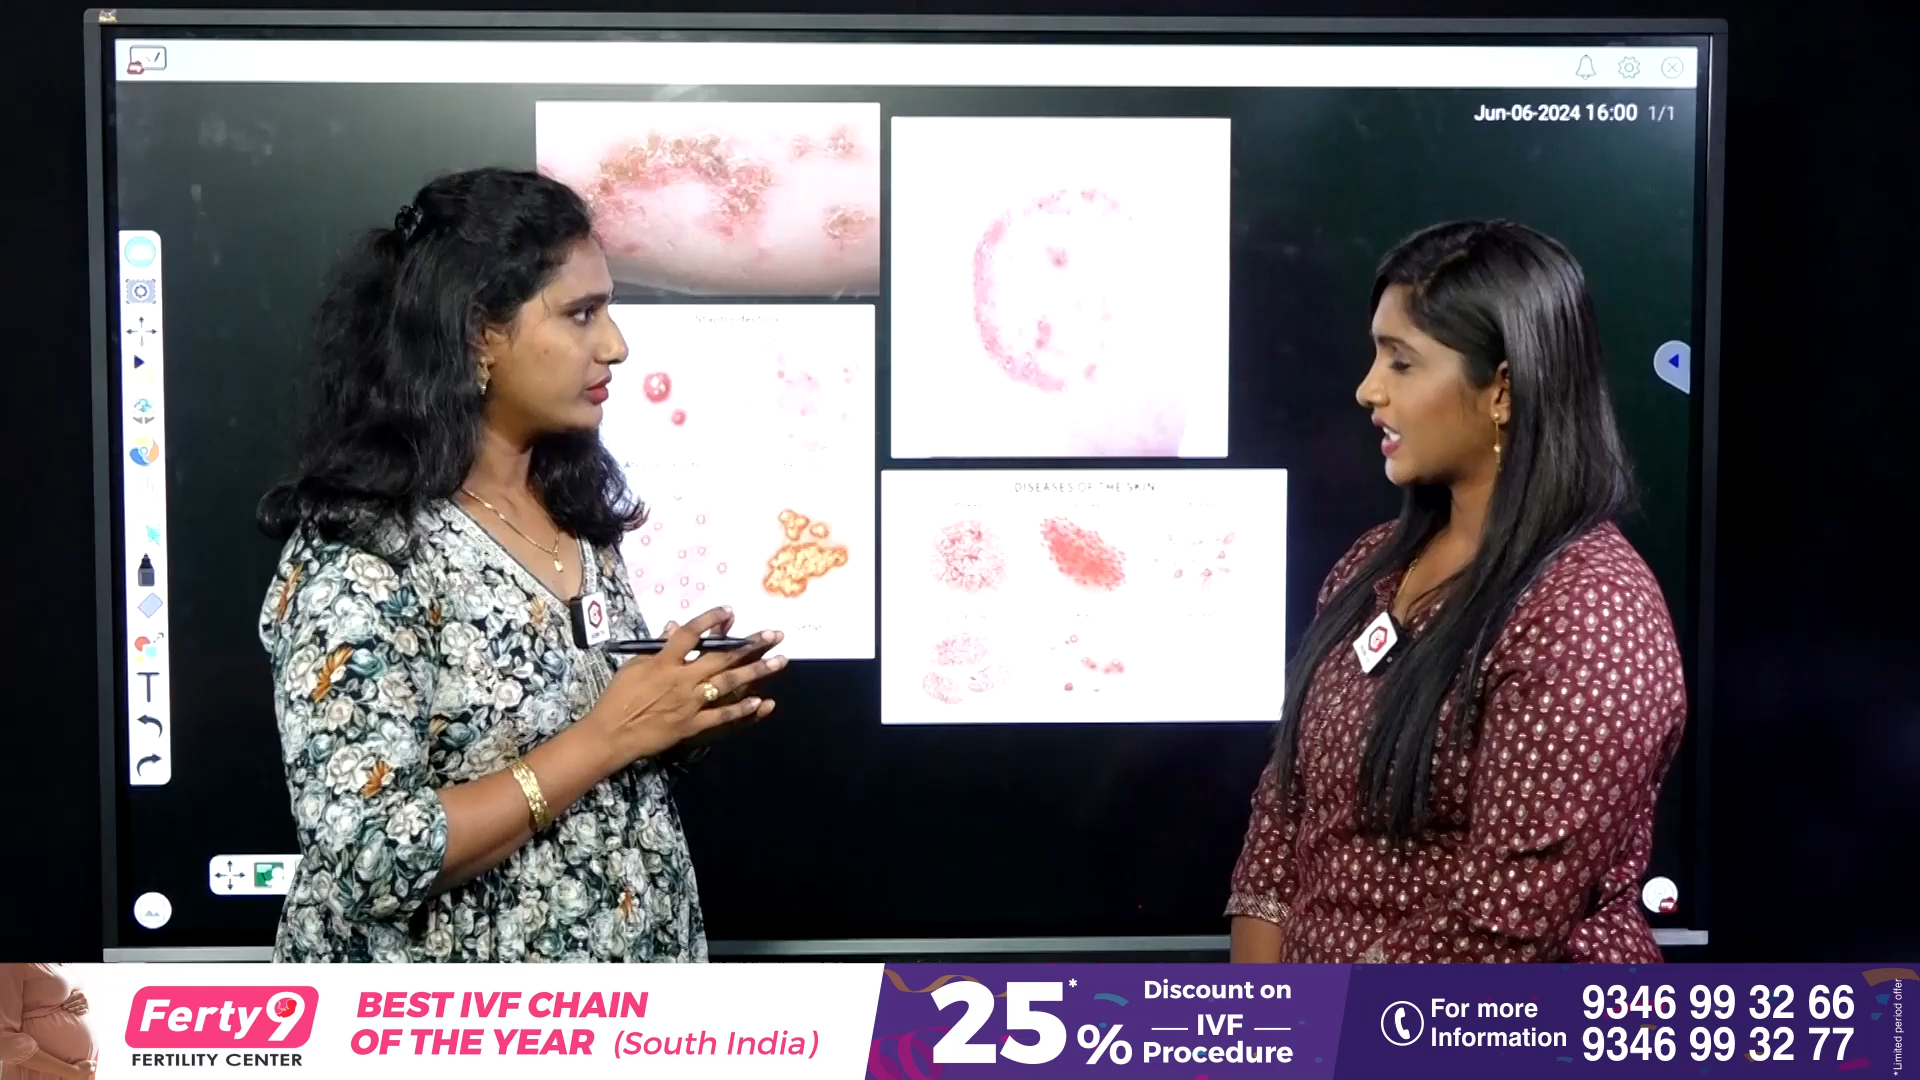 Jun-06-2024 16:00 1/1
Staph infection
DISEASES OF THE SKIN
T
Ferty9
FERTILITY CENTER
BEST IVF CHAIN
OF THE YEAR (South India)
25%*
Discount on
IVF
Procedure
For more
Information
9346 99 32 66
9346 99 32 77
*Limited period offer